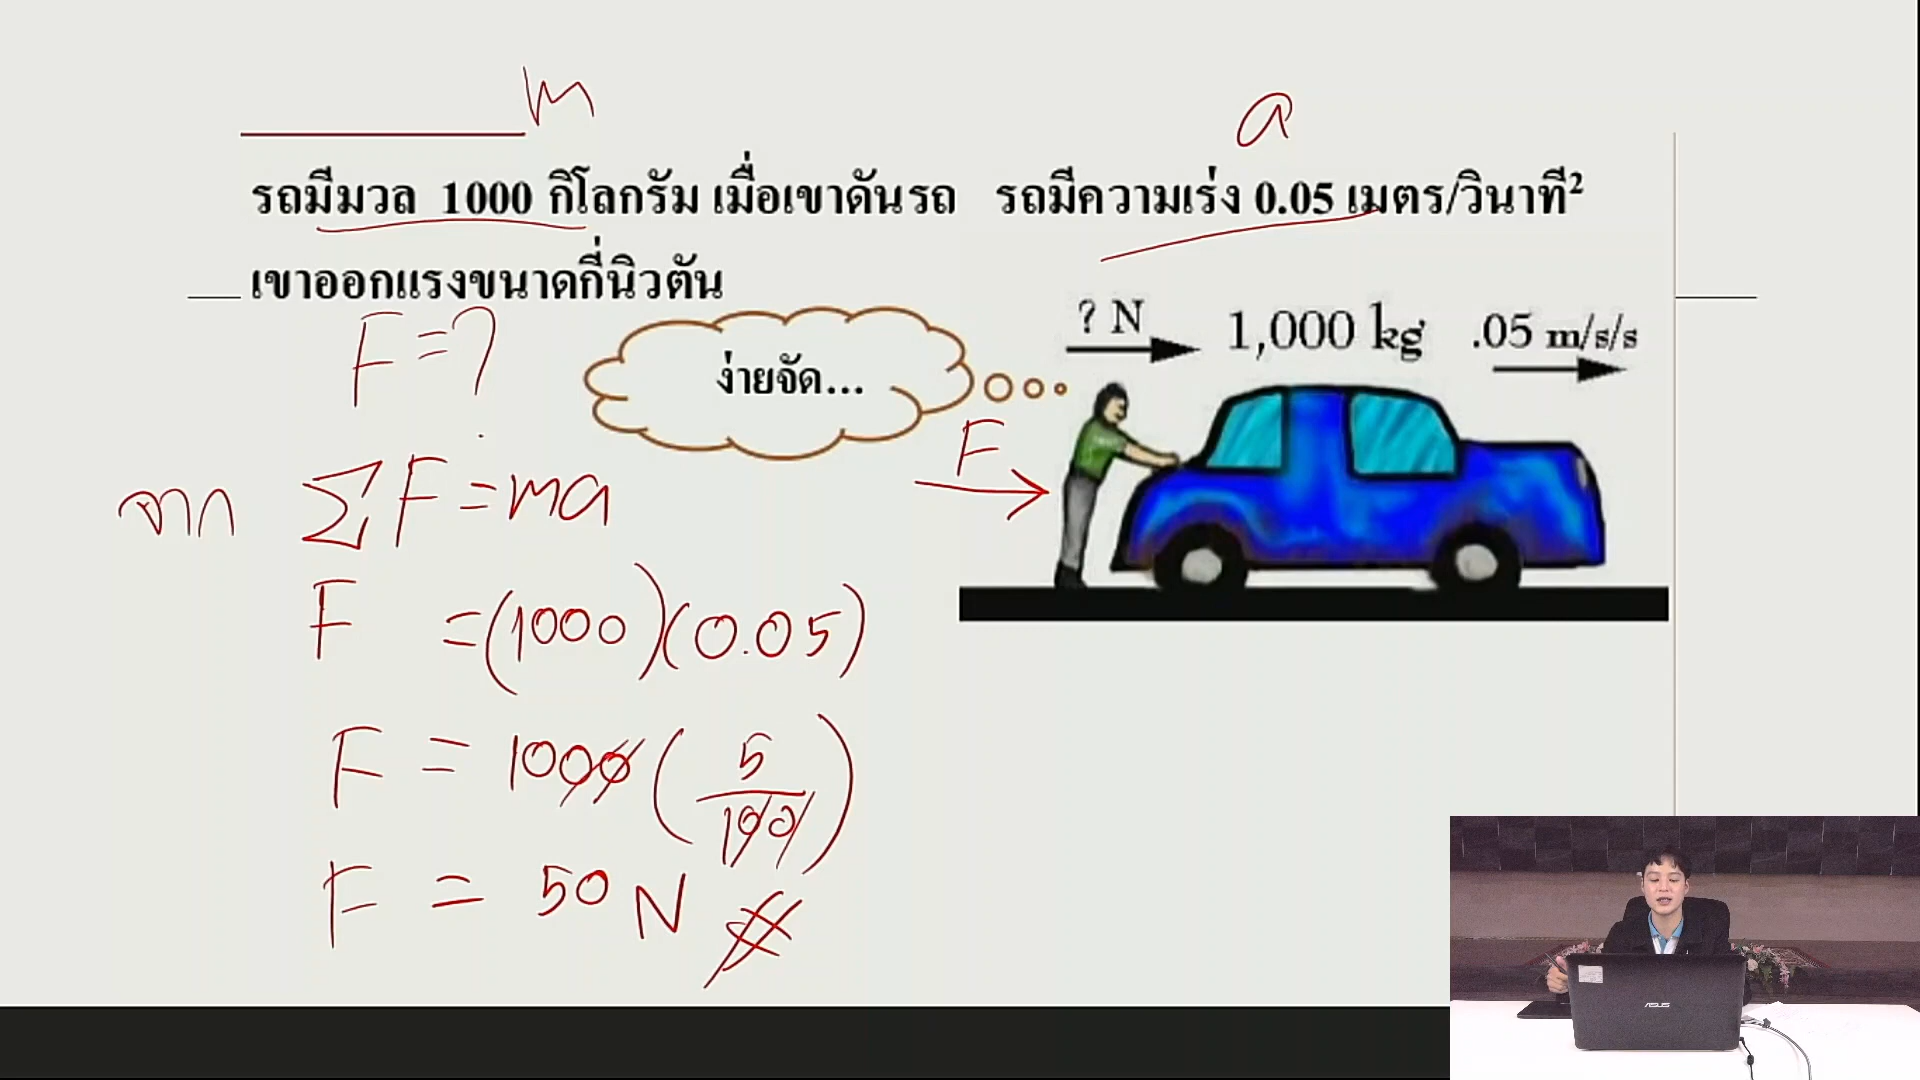 m
a
รถมีมวล 1000 กิโลกรัม เมื่อเขาดันรถ รถมีความเร่ง 0.05 เมตร/วินาที²
เขาออกแรงขนาดกี่นิวตัน
F = ?
ง่ายจัด...
? N 1,000 kg .05 m/s/s
F
จาก ΣF = ma
F = (1000)(0.05)
F = 1000 (5/100)
F = 50 N #
ASUS